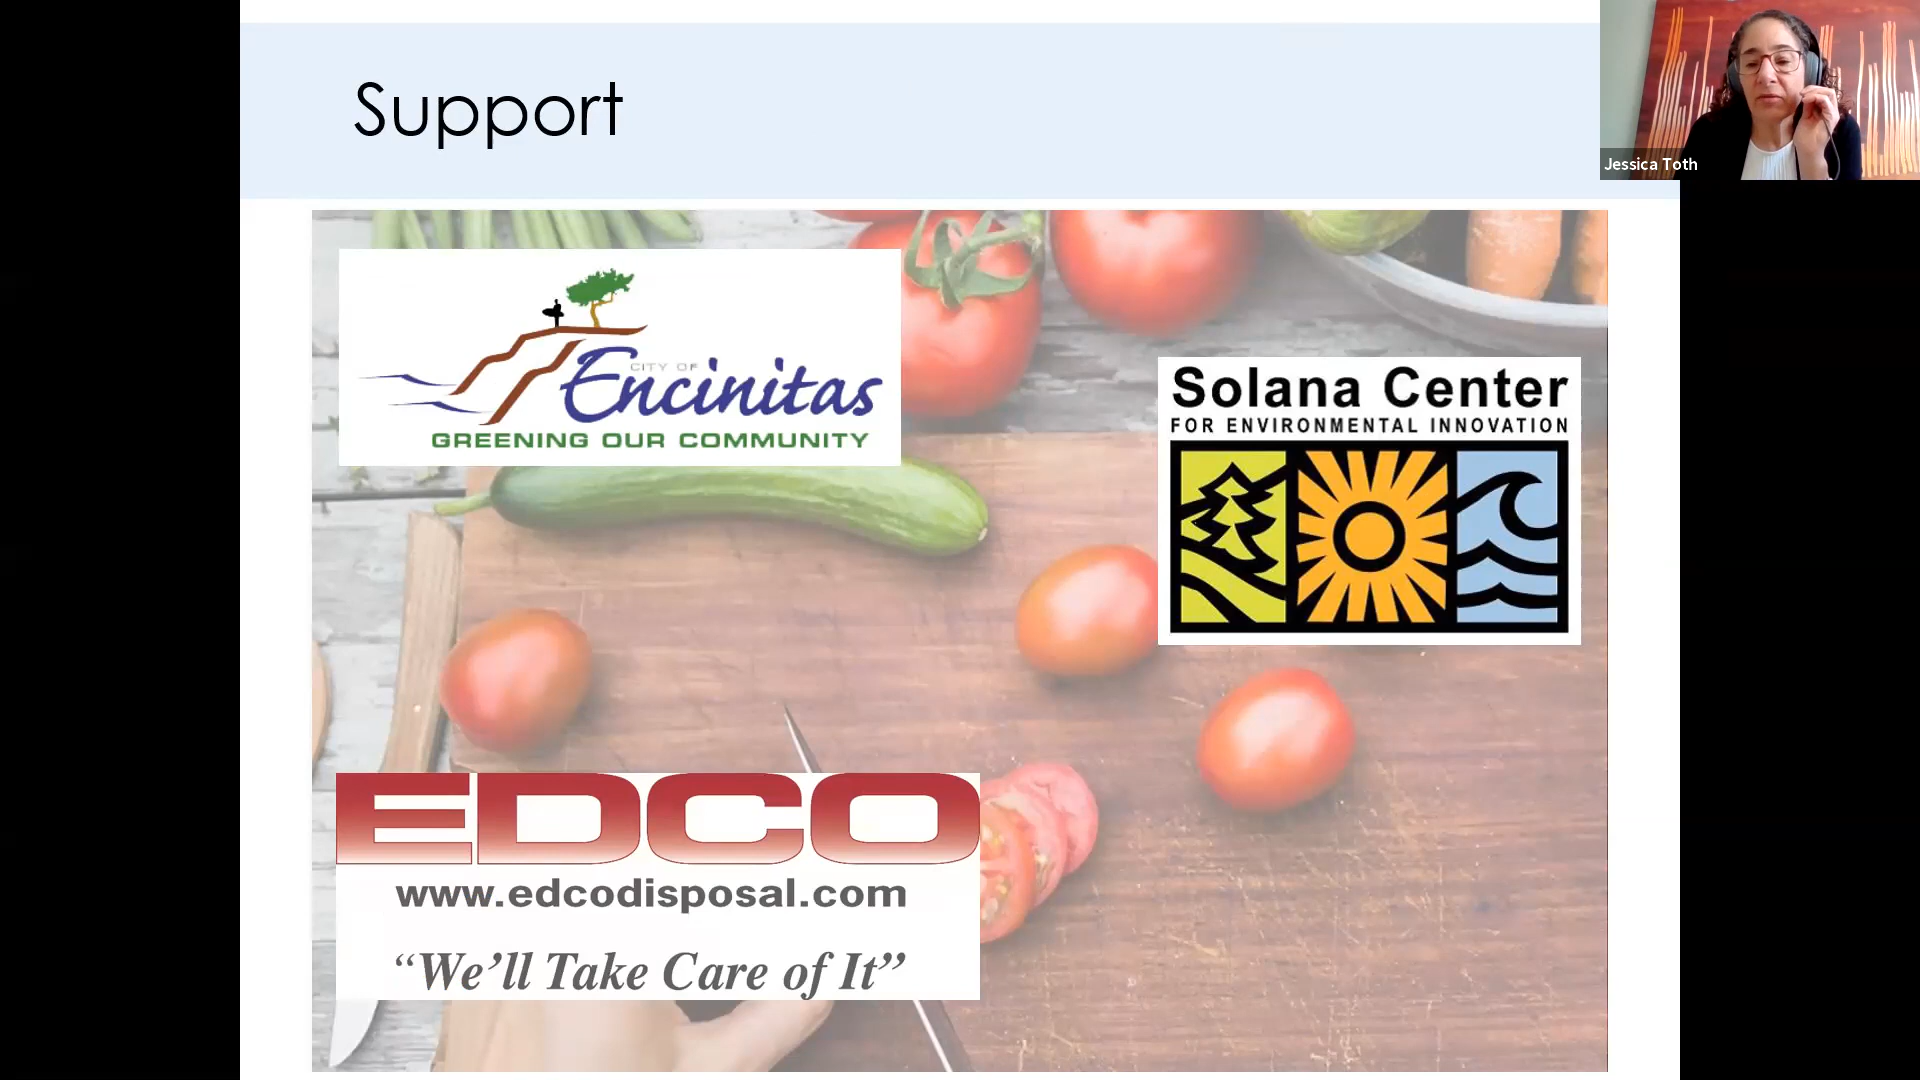 Support
Jessica Toth
CITY OF
Encinitas
GREENING OUR COMMUNITY
Solana Center
FOR ENVIRONMENTAL INNOVATION
EDCO
www.edcodisposal.com
“We’ll Take Care of It”